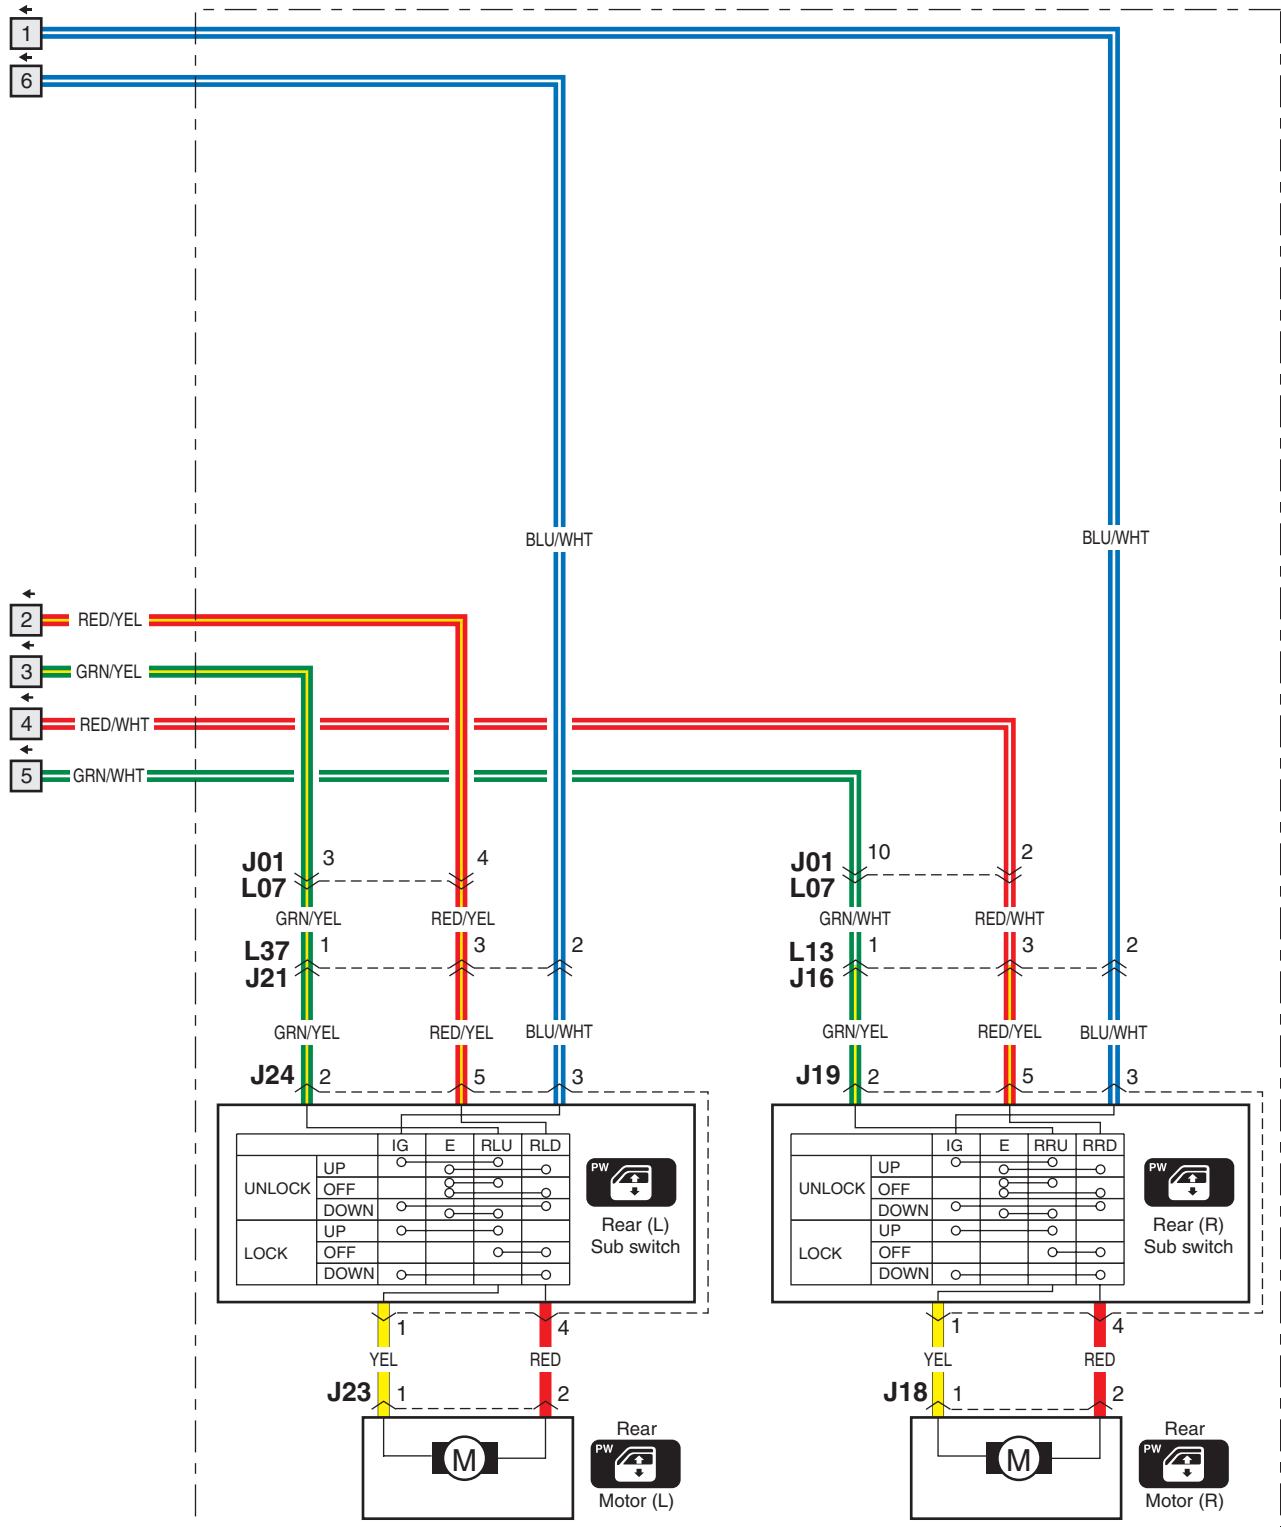 1
6
BLU/WHT
BLU/WHT
2 RED/YEL
3 GRN/YEL
4 RED/WHT
5 GRN/WHT
J01 3 4
L07
J01 10 2
L07
GRN/YEL RED/YEL
GRN/WHT RED/WHT
L37 1 3 2
J21
L13 1 3 2
J16
GRN/YEL RED/YEL BLU/WHT
GRN/YEL RED/YEL BLU/WHT
J24 2 5 3
J19 2 5 3
IG E RLU RLD
UNLOCK
UP
OFF
DOWN
LOCK
UP
OFF
DOWN
PW
Rear (L)
Sub switch
IG E RRU RRD
UNLOCK
UP
OFF
DOWN
LOCK
UP
OFF
DOWN
PW
Rear (R)
Sub switch
1 4
YEL RED
J23 1 2
M
Rear
PW
Motor (L)
1 4
YEL RED
J18 1 2
M
Rear
PW
Motor (R)